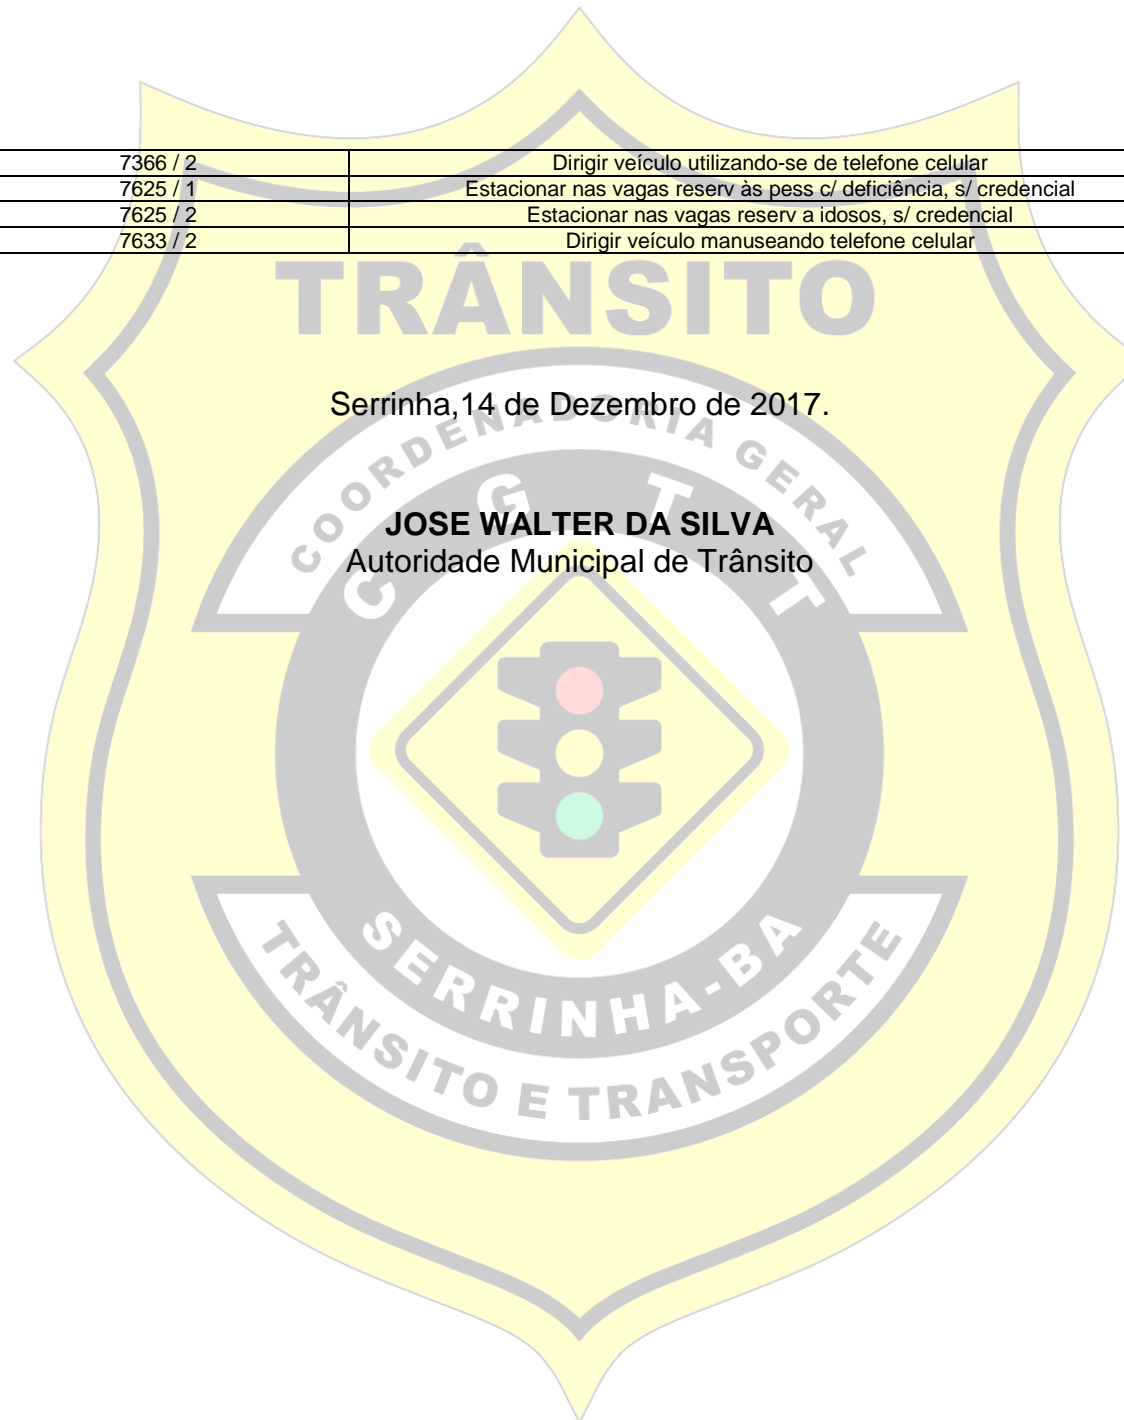 7366 / 2 Dirigir veículo utilizando-se de telefone celular
7625 / 1 Estacionar nas vagas reserv às pess c/ deficiência, s/ credencial
7625 / 2 Estacionar nas vagas reserv a idosos, s/ credencial
7633 / 2 Dirigir veículo manuseando telefone celular
TRÂNSITO
Serrinha,14 de Dezembro de 2017.
COORDENADORIA GERAL
C G T T
JOSE WALTER DA SILVA
Autoridade Municipal de Trânsito
SERRINHA-BA
TRÂNSITO E TRANSPORTE